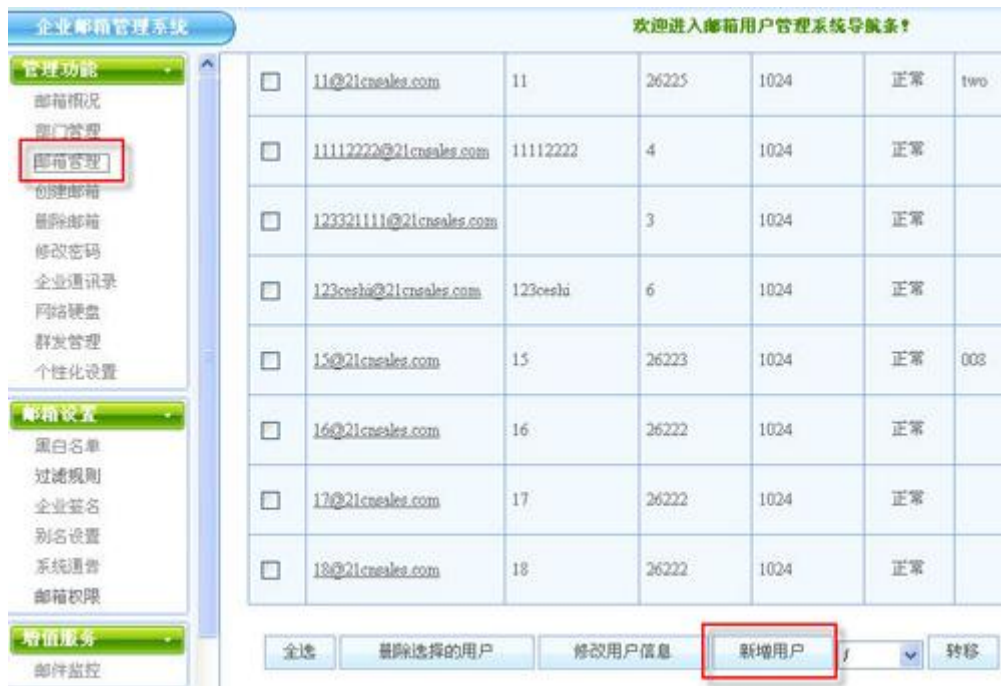 企业邮箱管理系统
欢迎进入邮箱用户管理系统导航条!
管理功能
邮箱概况
部门管理
邮箱管理
创建邮箱
删除邮箱
修改密码
企业通讯录
网络硬盘
群发管理
个性化设置
邮箱设置
黑白名单
过滤规则
企业签名
别名设置
系统通告
邮箱权限
增值服务
邮件监控
11@21cnsales.com 11 26225 1024 正常 two
11112222@21cnsales.com 11112222 4 1024 正常
123321111@21cnsales.com 3 1024 正常
123ceshi@21cnsales.com 123ceshi 6 1024 正常
15@21cnsales.com 15 26223 1024 正常 008
16@21cnsales.com 16 26222 1024 正常
17@21cnsales.com 17 26222 1024 正常
18@21cnsales.com 18 26222 1024 正常
全选 删除选择的用户 修改用户信息 新增用户 / 转移